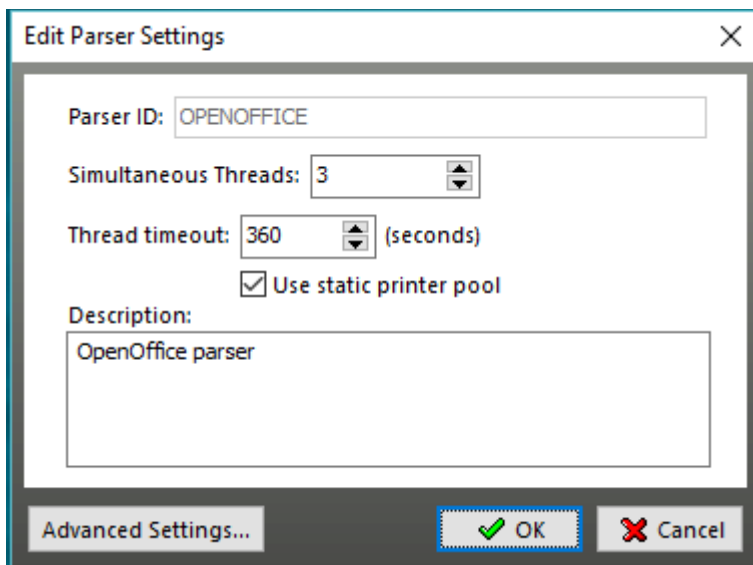 Edit Parser Settings
Parser ID: OPENOFFICE
Simultaneous Threads: 3
Thread timeout: 360 (seconds)
Use static printer pool
Description:
OpenOffice parser
Advanced Settings... OK Cancel